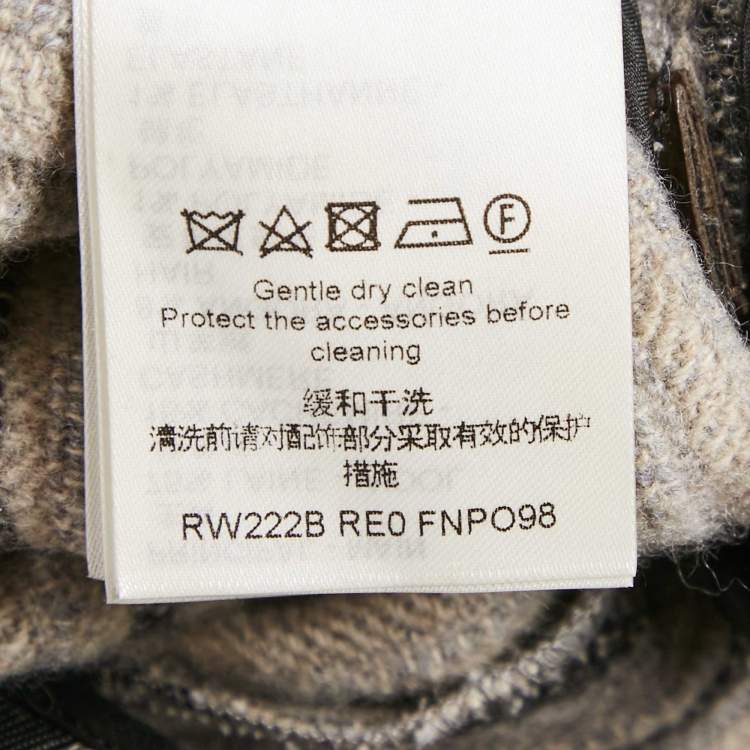 F
Gentle dry clean
Protect the accessories before
cleaning
缓和干洗
清洗前请对配饰部分采取有效的保护
措施
RW222B RE0 FNPO98